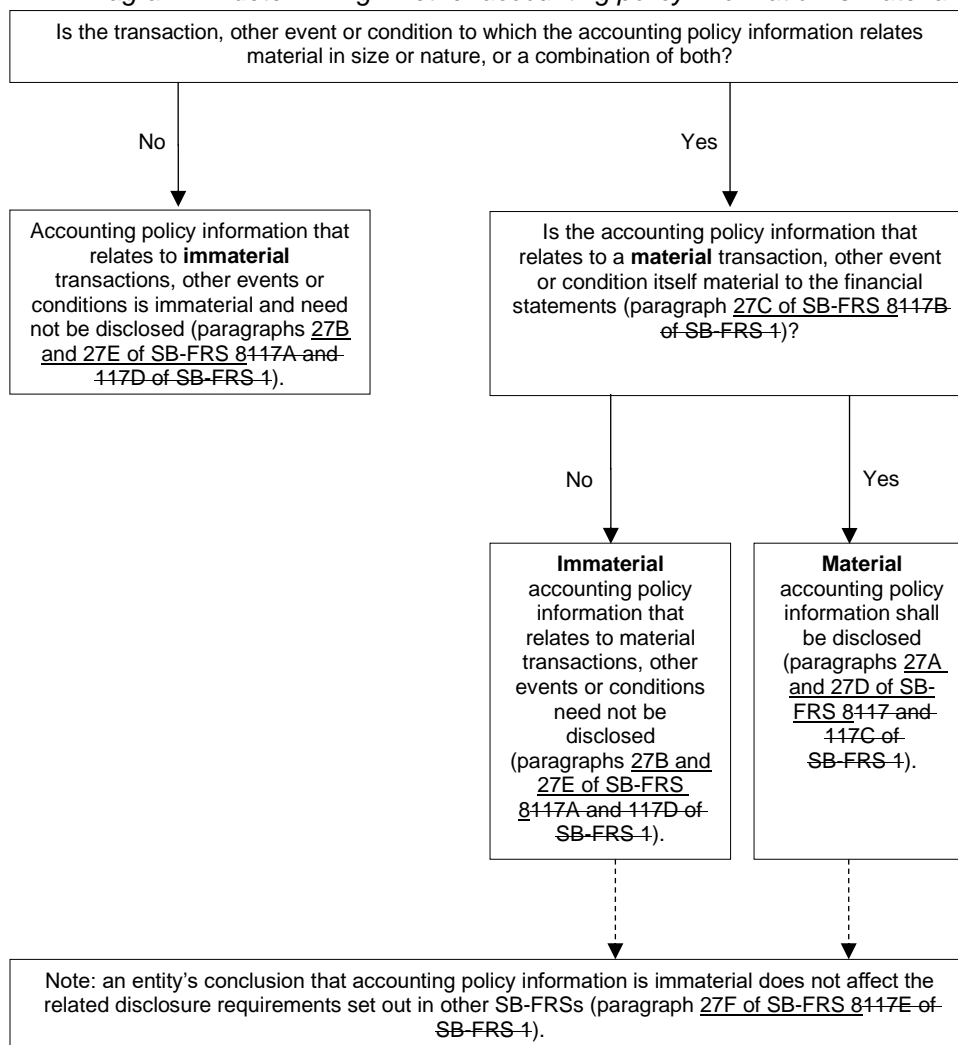 Is the transaction, other event or condition to which the accounting policy information relates
material in size or nature, or a combination of both?
No
Yes
Accounting policy information that
relates to immaterial
transactions, other events or
conditions is immaterial and need
not be disclosed (paragraphs 27B
and 27E of SB-FRS 8117A and
117D of SB-FRS 1).
Is the accounting policy information that
relates to a material transaction, other event
or condition itself material to the financial
statements (paragraph 27C of SB-FRS 8117B
of SB-FRS 1)?
No
Yes
Immaterial
accounting policy
information that
relates to material
transactions, other
events or conditions
need not be
disclosed
(paragraphs 27B and
27E of SB-FRS
8117A and 117D of
SB-FRS 1).
Material
accounting policy
information shall
be disclosed
(paragraphs 27A
and 27D of SB-
FRS 8117 and
117C of
SB-FRS 1).
Note: an entity’s conclusion that accounting policy information is immaterial does not affect the
related disclosure requirements set out in other SB-FRSs (paragraph 27F of SB-FRS 8117E of
SB-FRS 1).